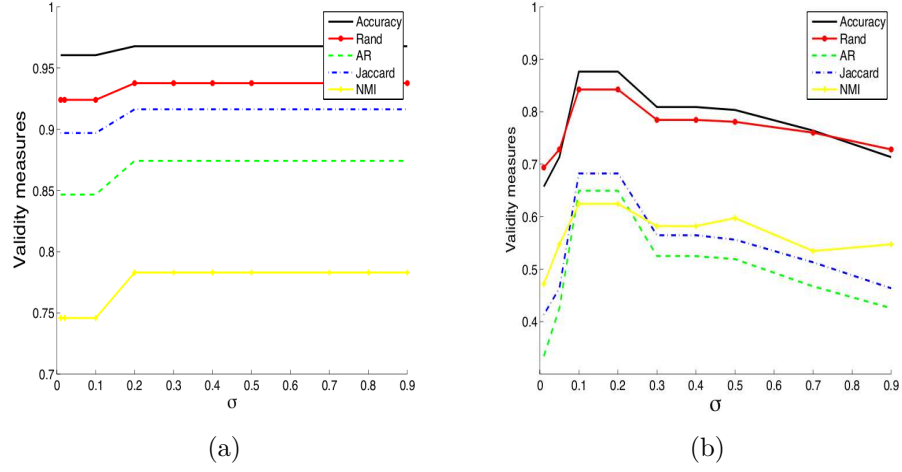 1
0.95
0.9
0.85
0.8
0.75
0.7
Validity measures
0 0.1 0.2 0.3 0.4 0.5 0.6 0.7 0.8 0.9
σ
Accuracy
Rand
AR
Jaccard
NMI
(a)
1
0.9
0.8
0.7
0.6
0.5
0.4
Validity measures
0 0.1 0.2 0.3 0.4 0.5 0.6 0.7 0.8 0.9
σ
Accuracy
Rand
AR
Jaccard
NMI
(b)